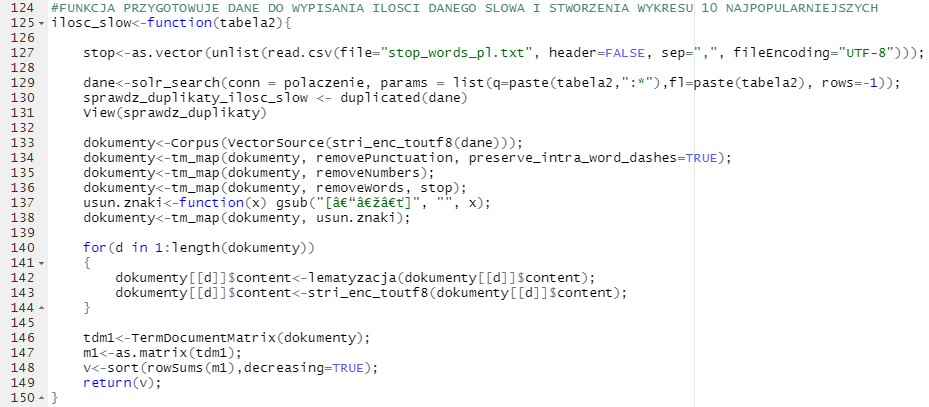 124 #FUNKCJA PRZYGOTOWUJE DANE DO WYPISANIA ILOSCI DANEGO SLOWA I STWORZENIA WYKRESU 10 NAJPOPULARNIEJSZYCH
125 ilosc_slow<-function(tabela2){
126
127     stop<-as.vector(unlist(read.csv(file="stop_words_pl.txt", header=FALSE, sep=",", fileEncoding="UTF-8")));
128
129     dane<-solr_search(conn = polaczenie, params = list(q=paste(tabela2,":*"),fl=paste(tabela2), rows=-1));
130     sprawdz_duplikaty_ilosc_slow <- duplicated(dane)
131     View(sprawdz_duplikaty)
132
133     dokumenty<-Corpus(VectorSource(stri_enc_toutf8(dane)));
134     dokumenty<-tm_map(dokumenty, removePunctuation, preserve_intra_word_dashes=TRUE);
135     dokumenty<-tm_map(dokumenty, removeNumbers);
136     dokumenty<-tm_map(dokumenty, removeWords, stop);
137     usun.znaki<-function(x) gsub("[â€“â€žâ€ť]", "", x);
138     dokumenty<-tm_map(dokumenty, usun.znaki);
139
140     for(d in 1:length(dokumenty))
141     {
142         dokumenty[[d]]$content<-lematyzacja(dokumenty[[d]]$content);
143         dokumenty[[d]]$content<-stri_enc_toutf8(dokumenty[[d]]$content);
144     }
145
146     tdm1<-TermDocumentMatrix(dokumenty);
147     m1<-as.matrix(tdm1);
148     v<-sort(rowSums(m1),decreasing=TRUE);
149     return(v);
150 }